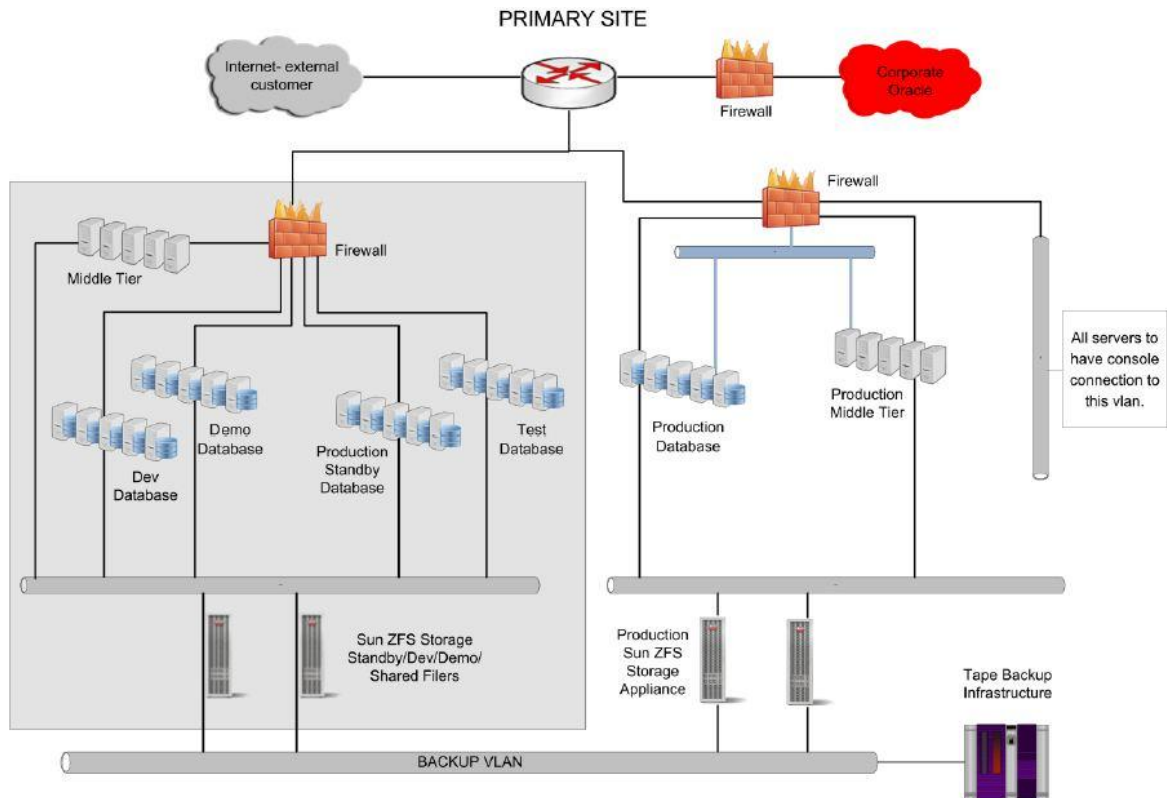 PRIMARY SITE
Internet- external
customer
Firewall
Corporate
Oracle
Firewall
Middle Tier
Firewall
All servers to
have console
connection to
this vlan.
Demo
Database
Dev
Database
Production
Standby
Database
Test
Database
Production
Database
Production
Middle Tier
Sun ZFS Storage
Standby/Dev/Demo/
Shared Filers
Production
Sun ZFS
Storage
Appliance
Tape Backup
Infrastructure
BACKUP VLAN